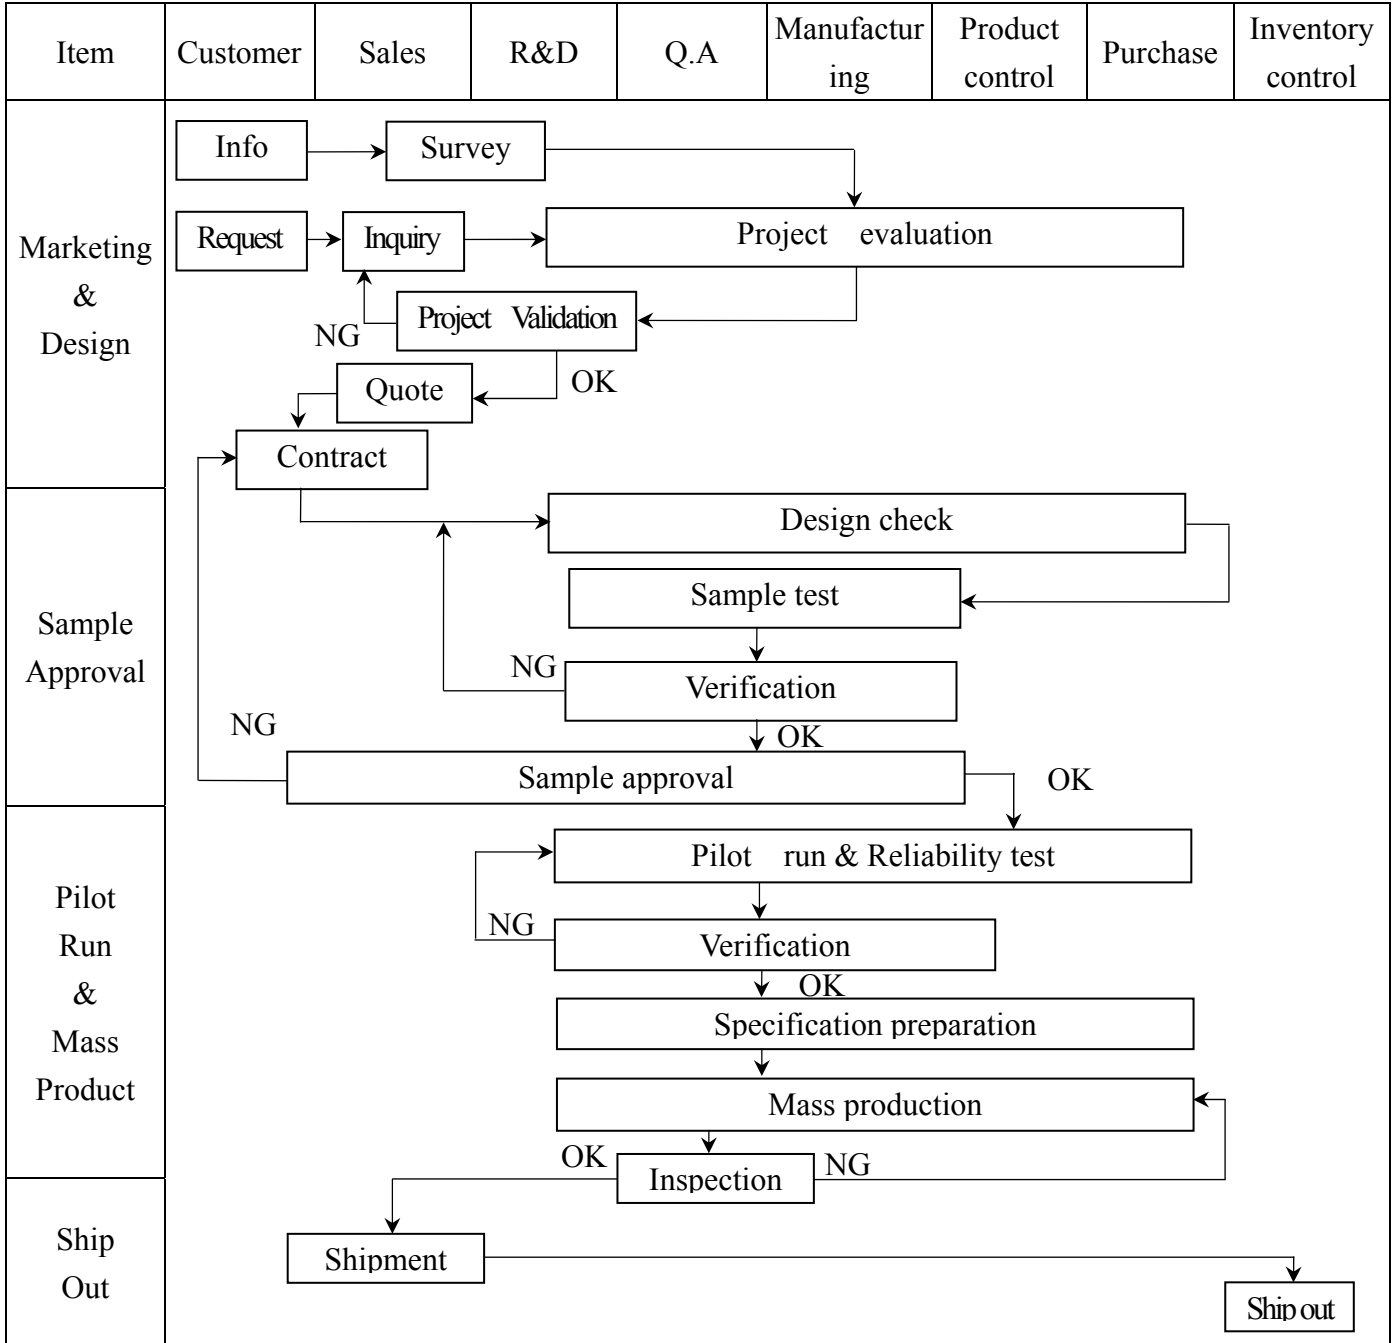 Item
Customer
Sales
R&D
Q.A
Manufactur
ing
Product
control
Purchase
Inventory
control
Marketing
&
Design
Info
Survey
Request
Inquiry
Project evaluation
NG
Project Validation
Quote
OK
Contract
Sample
Approval
Design check
Sample test
NG
Verification
NG
OK
Sample approval
OK
Pilot
Run
&
Mass
Product
Pilot run & Reliability test
NG
Verification
OK
Specification preparation
Mass production
OK
Inspection
NG
Ship
Out
Shipment
Ship out